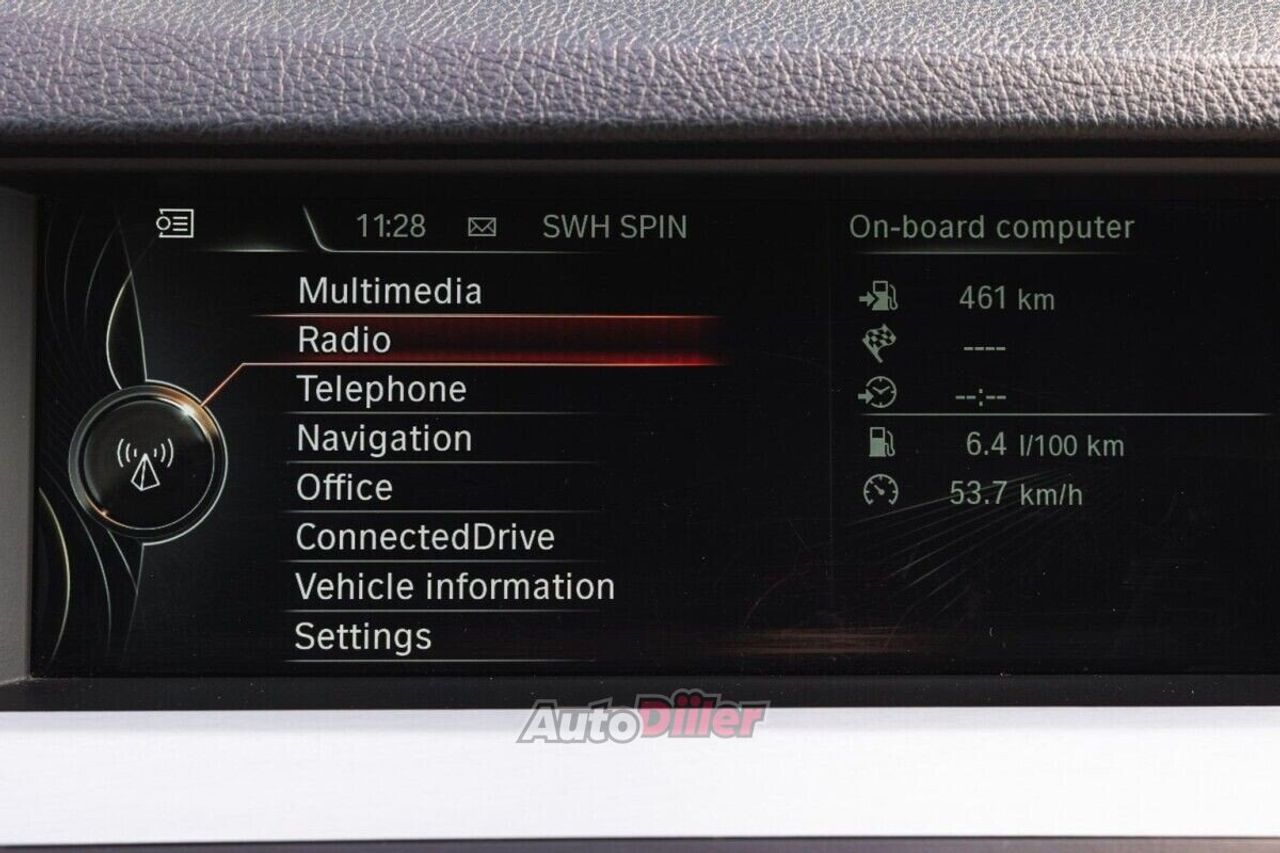 11:28 SWH SPIN
Multimedia
Radio
Telephone
Navigation
Office
ConnectedDrive
Vehicle information
Settings
On-board computer
461 km
----
--:--
6.4 l/100 km
53.7 km/h
AutoDiiler